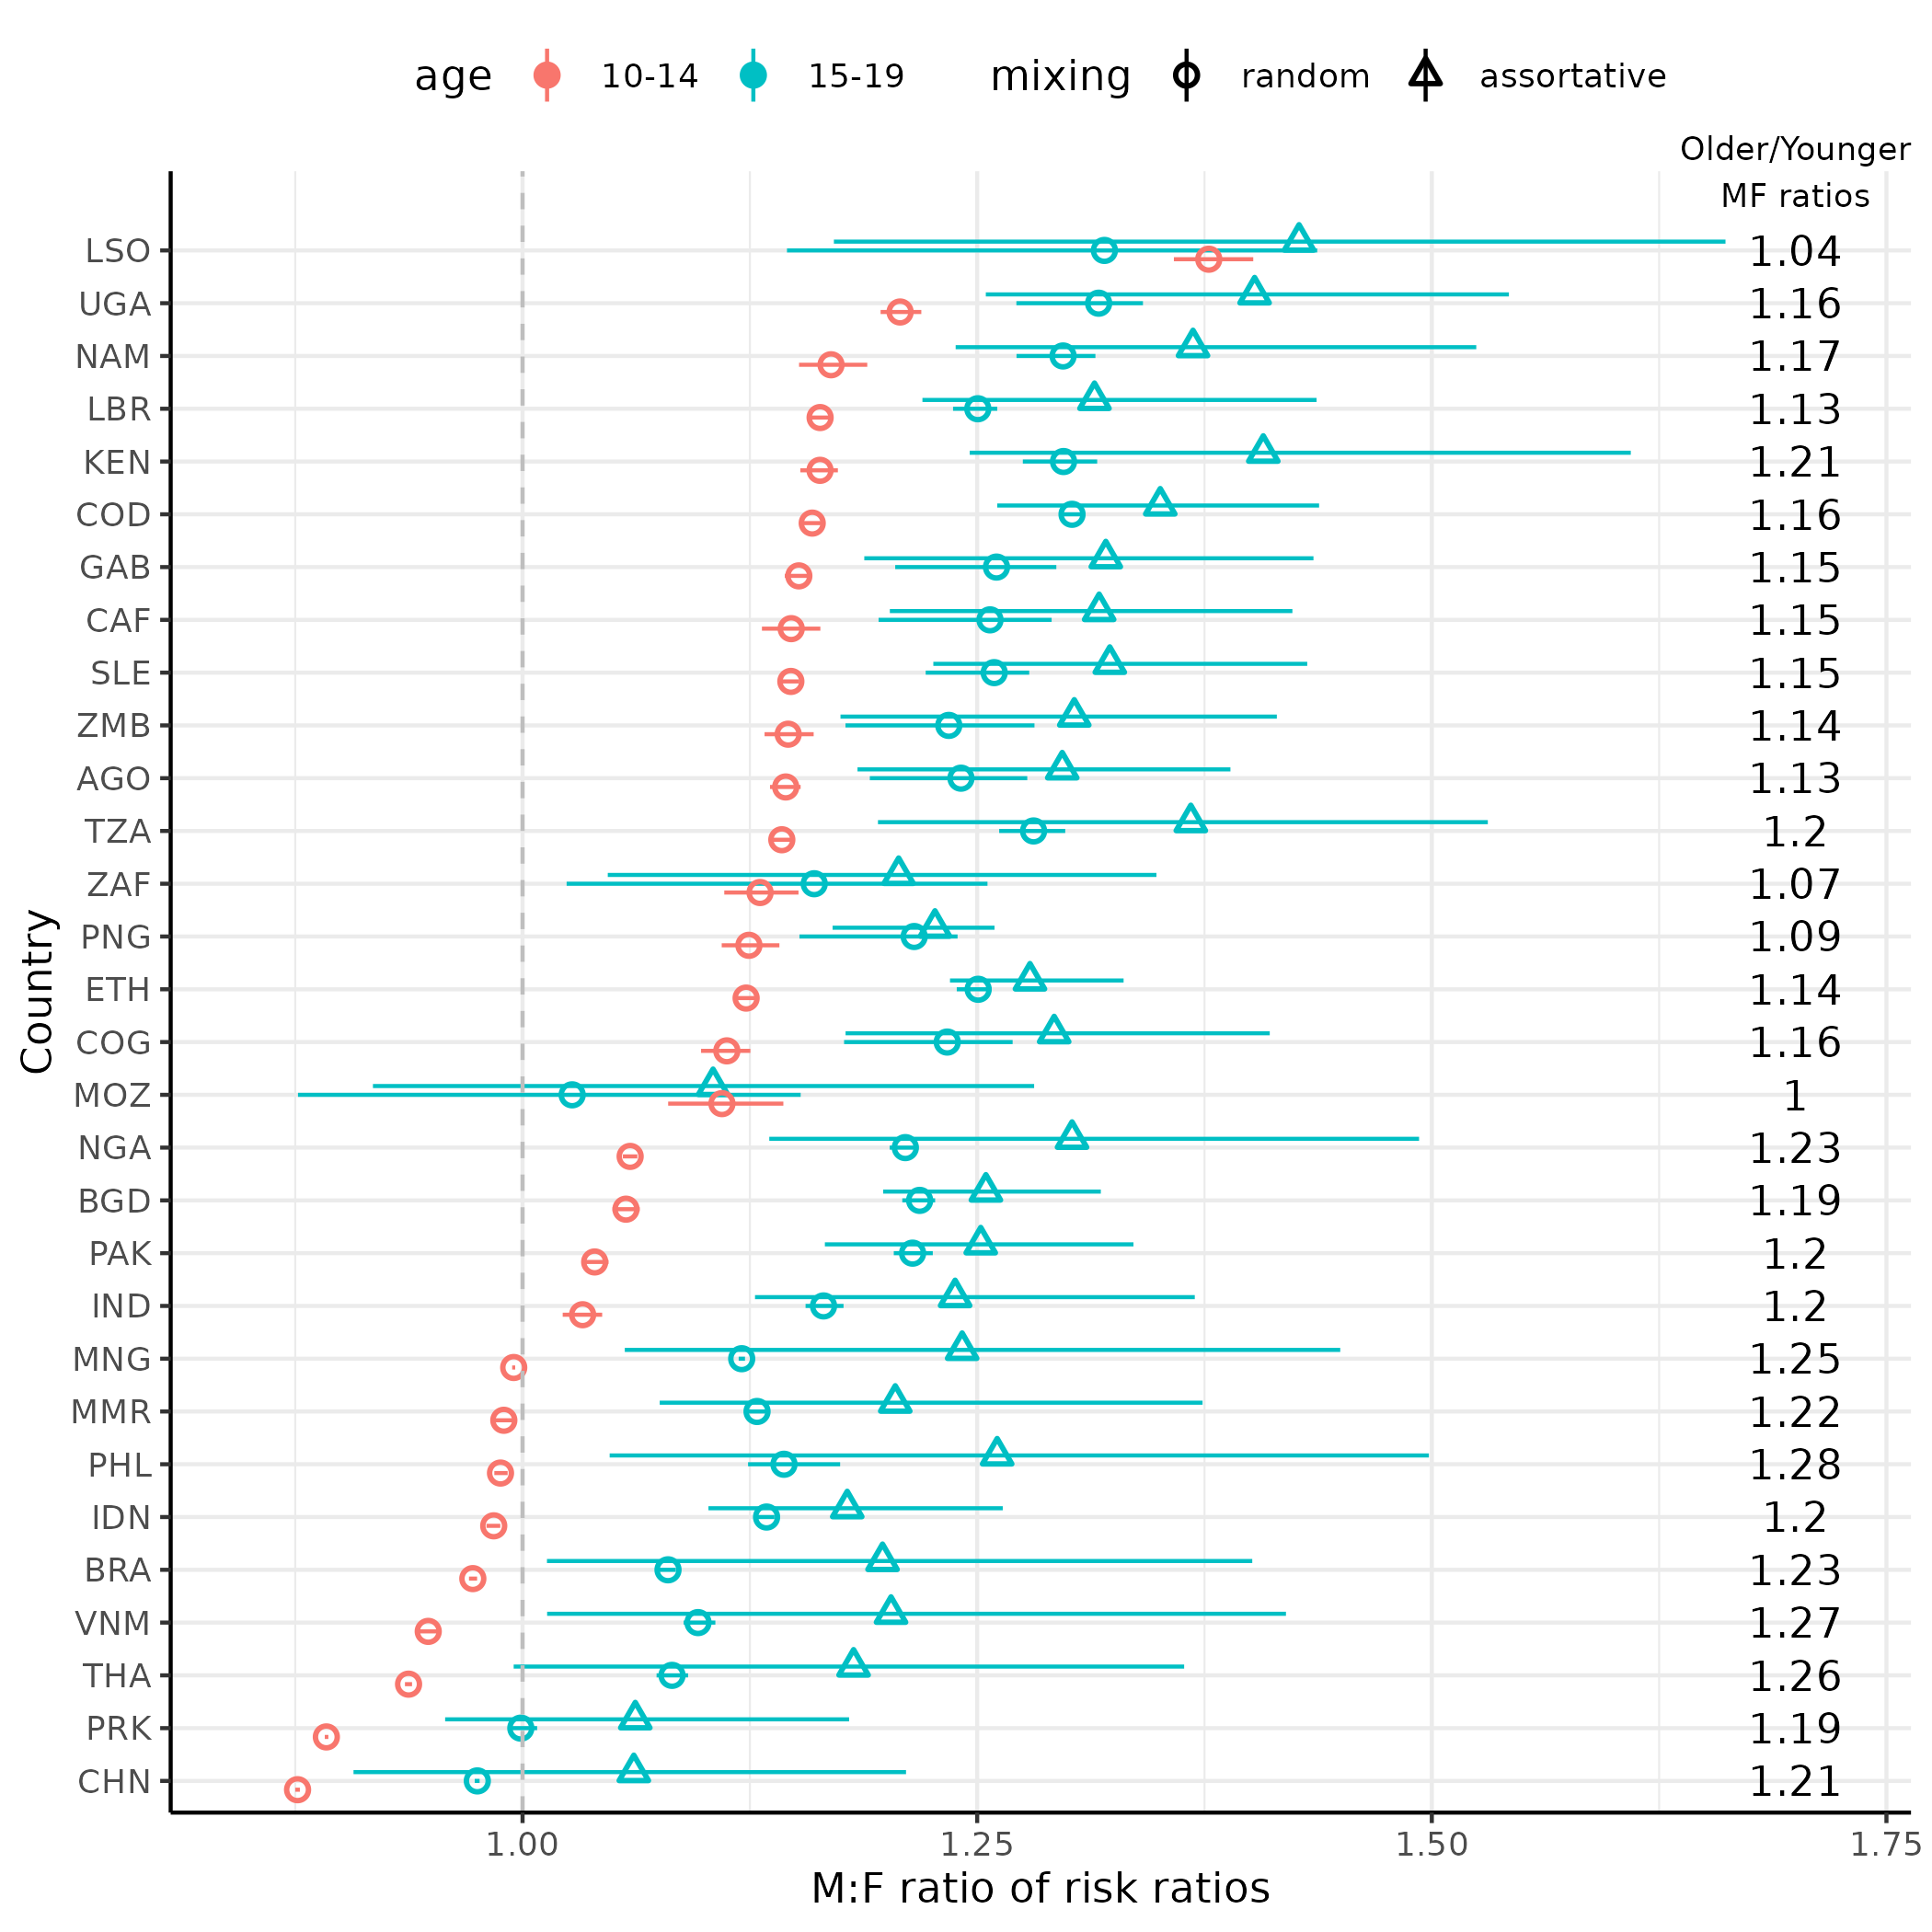 age 10-14 15-19 mixing random assortative
Older/Younger
MF ratios
LSO 1.04
UGA 1.16
NAM 1.17
LBR 1.13
KEN 1.21
COD 1.16
GAB 1.15
CAF 1.15
SLE 1.15
ZMB 1.14
AGO 1.13
TZA 1.2
ZAF 1.07
PNG 1.09
ETH 1.14
COG 1.16
MOZ 1
NGA 1.23
BGD 1.19
PAK 1.2
IND 1.2
MNG 1.25
MMR 1.22
PHL 1.28
IDN 1.2
BRA 1.23
VNM 1.27
THA 1.26
PRK 1.19
CHN 1.21
Country
1.00 1.25 1.50 1.75
M:F ratio of risk ratios